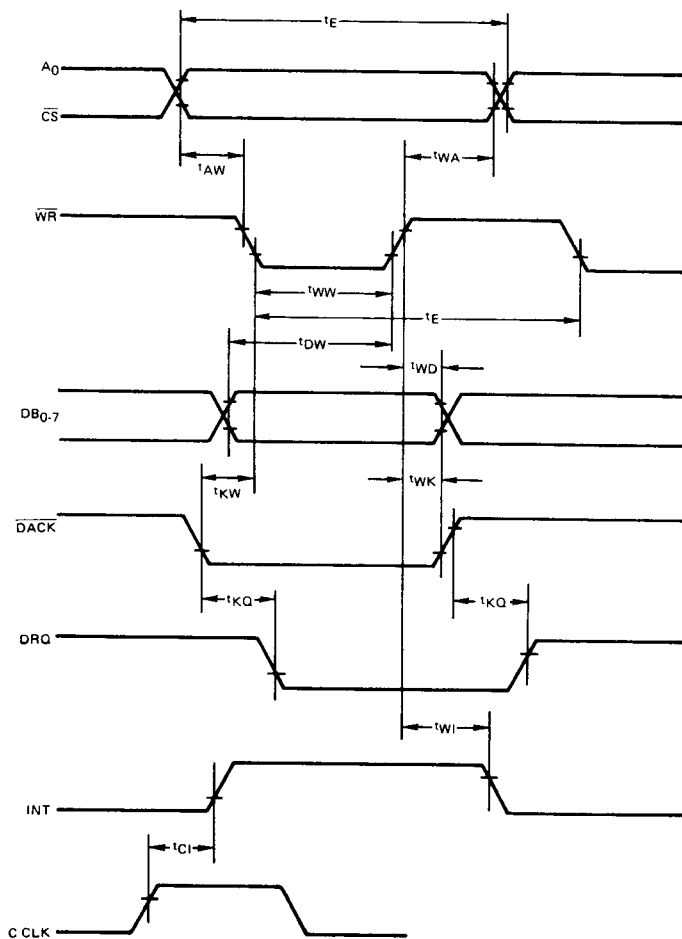 tE
A0
CS
tAW
tWA
WR
tWW
tE
tDW
tWD
DB0-7
tKW
tWK
DACK
tKQ
tKQ
DRQ
tWI
INT
tCI
C CLK